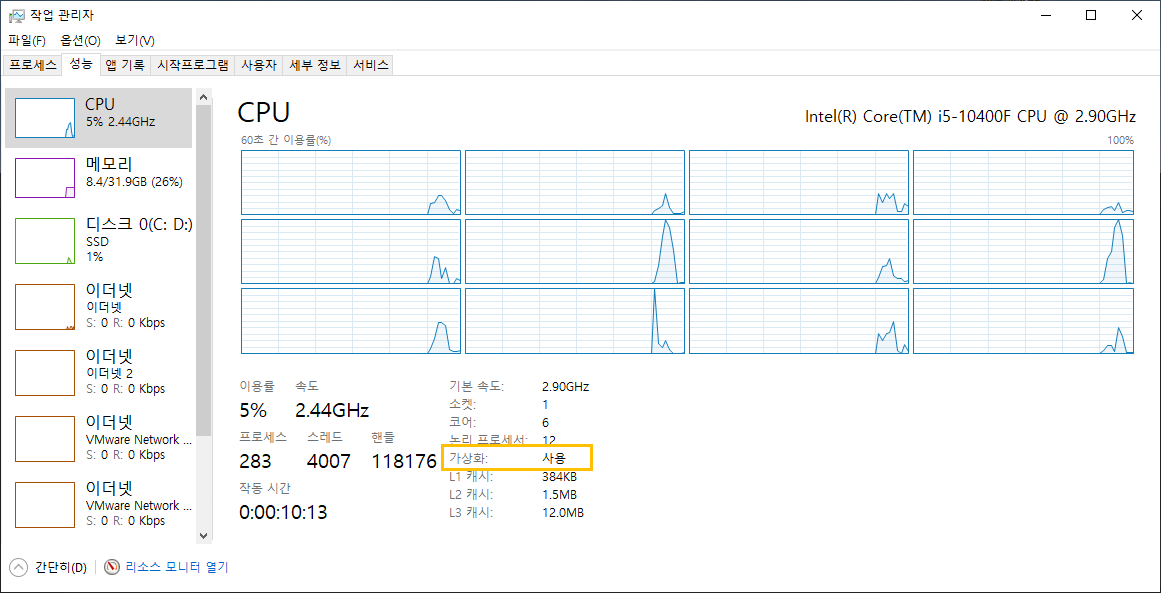 작업 관리자
파일(F) 옵션(O) 보기(V)
프로세스 성능 앱 기록 시작프로그램 사용자 세부 정보 서비스
CPU
5% 2.44GHz
메모리
8.4/31.9GB (26%)
디스크 0(C: D:)
SSD
1%
이더넷
이더넷
S: 0 R: 0 Kbps
이더넷
이더넷 2
S: 0 R: 0 Kbps
이더넷
VMware Network ...
S: 0 R: 0 Kbps
이더넷
VMware Network ...
S: 0 R: 0 Kbps
CPU Intel(R) Core(TM) i5-10400F CPU @ 2.90GHz
60초 간 이용률(%) 100%
이용률 속도
5% 2.44GHz
프로세스 스레드 핸들
283 4007 118176
작동 시간
0:00:10:13
기본 속도: 2.90GHz
소켓: 1
코어: 6
논리 프로세서: 12
가상화: 사용
L1 캐시: 384KB
L2 캐시: 1.5MB
L3 캐시: 12.0MB
간단히(D) 리소스 모니터 열기